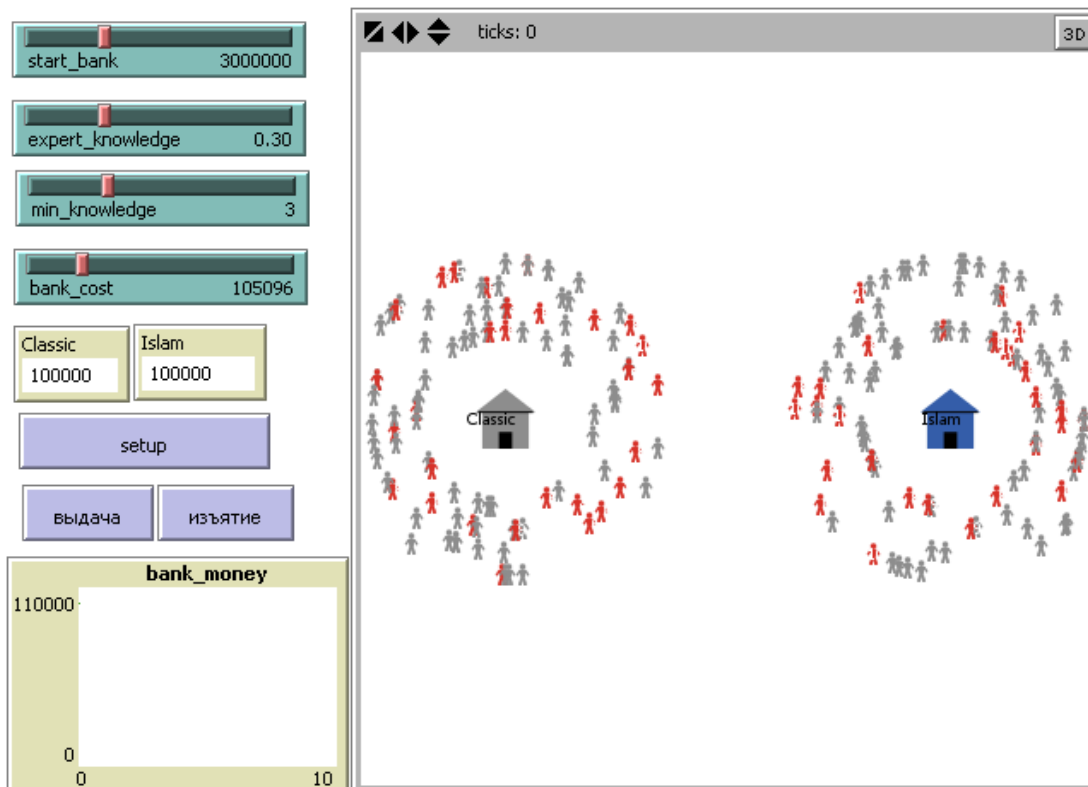 start_bank 3000000
expert_knowledge 0.30
min_knowledge 3
bank_cost 105096
Classic
100000
Islam
100000
setup
выдача
изъятие
bank_money
110000
0
0
10
ticks: 0
3D
Classic
Islam